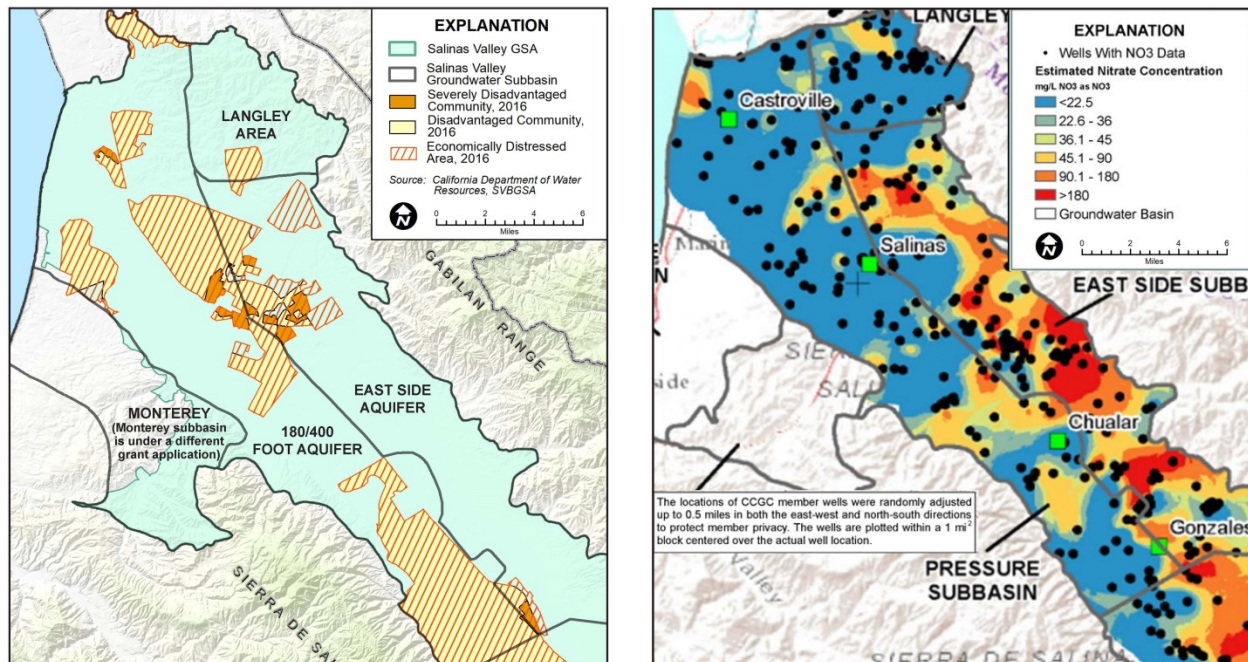 EXPLANATION
Salinas Valley GSA
Salinas Valley
Groundwater Subbasin
Severely Disadvantaged
Community, 2016
Disadvantaged Community,
2016
Economically Distressed
Area, 2016
Source: California Department of Water
Resources, SVBGSA
N
0 2 4 6
Miles
LANGLEY
AREA
GABILAN RANGE
EAST SIDE
AQUIFER
MONTEREY
(Monterey subbasin
is under a different
grant application)
180/400
FOOT AQUIFER
SIERRA DE SA
LANGLEY
EXPLANATION
Wells With NO3 Data
Estimated Nitrate Concentration
mg/L NO3 as NO3
<22.5
22.6 - 36
36.1 - 45
45.1 - 90
90.1 - 180
>180
Groundwater Basin
N
0 2 4 6
Miles
Castroville
Marin
Salinas
EAST SIDE SUBB
SIER
SALI
side
Chualar
The locations of CCGC member wells were randomly adjusted
up to 0.5 miles in both the east-west and north-south directions
to protect member privacy. The wells are plotted within a 1 mi²
block centered over the actual well location.
Gonzales
Valley
PRESSURE
SUBBASIN
SIERRA DE SALINA